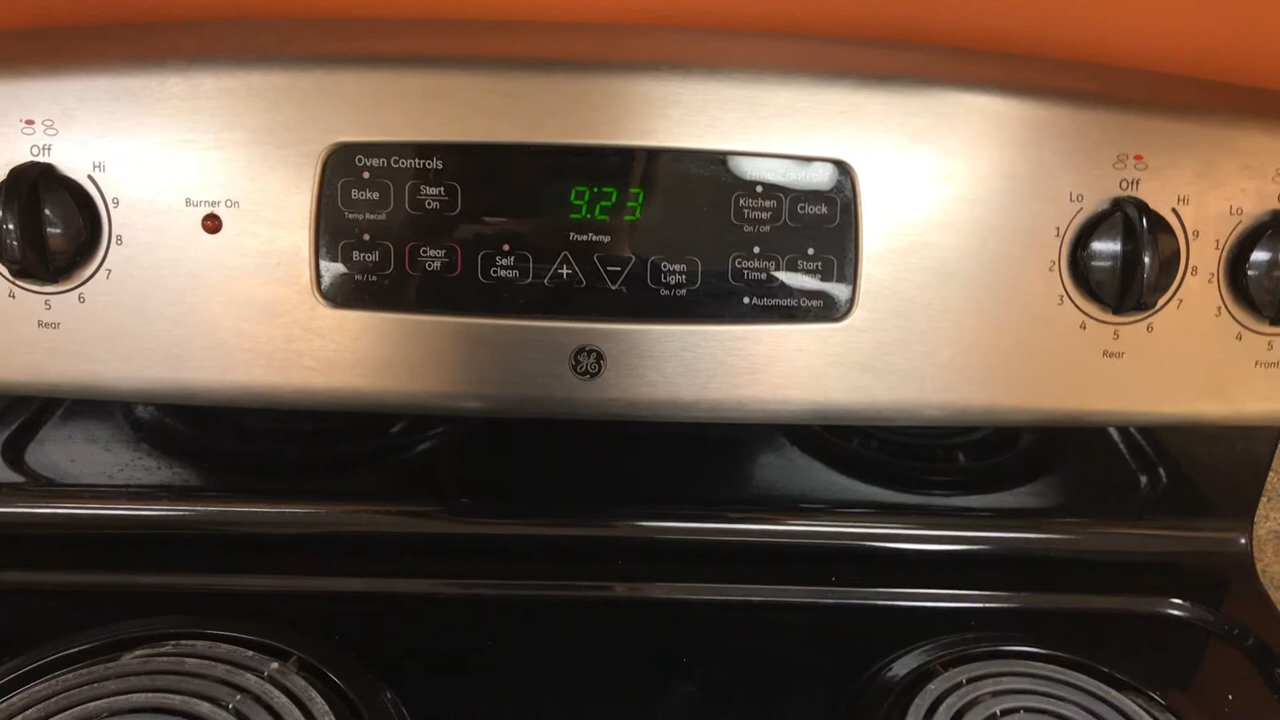 Off
Hi
9
8
7
6
5
4
Rear
Burner On
Oven Controls
Bake
Temp Recall
Start
On
Broil
Hi / Lo
Clear
Off
Self
Clean
9:23
TrueTemp
+
−
Oven
Light
On / Off
Kitchen
Timer
On / Off
Clock
Cooking
Time
Start
Time
Automatic Oven
GE
Off
Lo
Hi
1
2
3
4
5
6
7
8
9
Rear
Lo
1
2
3
4
5
Front